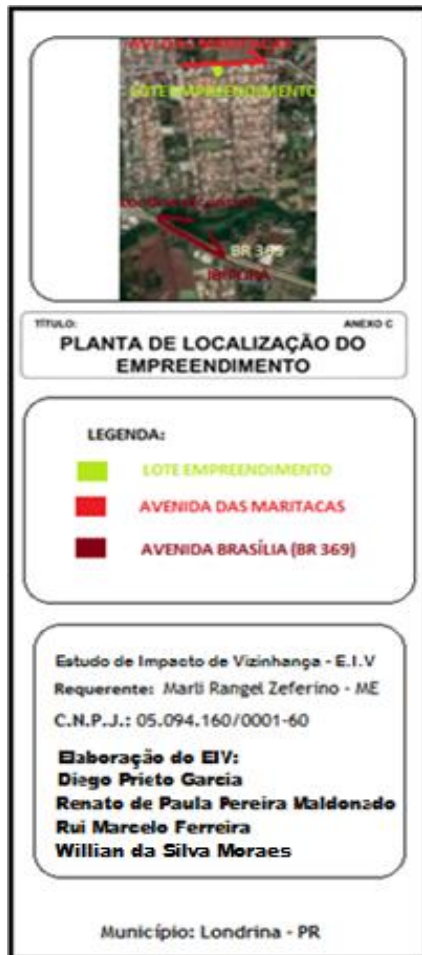 LOTE EMPREENDIMENTO
BR 369
IBIPORA
TÍTULO: ANEXO C
PLANTA DE LOCALIZAÇÃO DO
EMPREENDIMENTO
LEGENDA:
LOTE EMPREENDIMENTO
AVENIDA DAS MARITACAS
AVENIDA BRASÍLIA (BR 369)
Estudo de Impacto de Vizinhança - E.I.V
Requerente: Marli Rangel Zeferino - ME
C.N.P.J.: 05.094.160/0001-60
Elaboração do EIV:
Diego Prieto Garcia
Renato de Paula Pereira Maldonado
Rui Marcelo Ferreira
Willian da Silva Moraes
Município: Londrina - PR